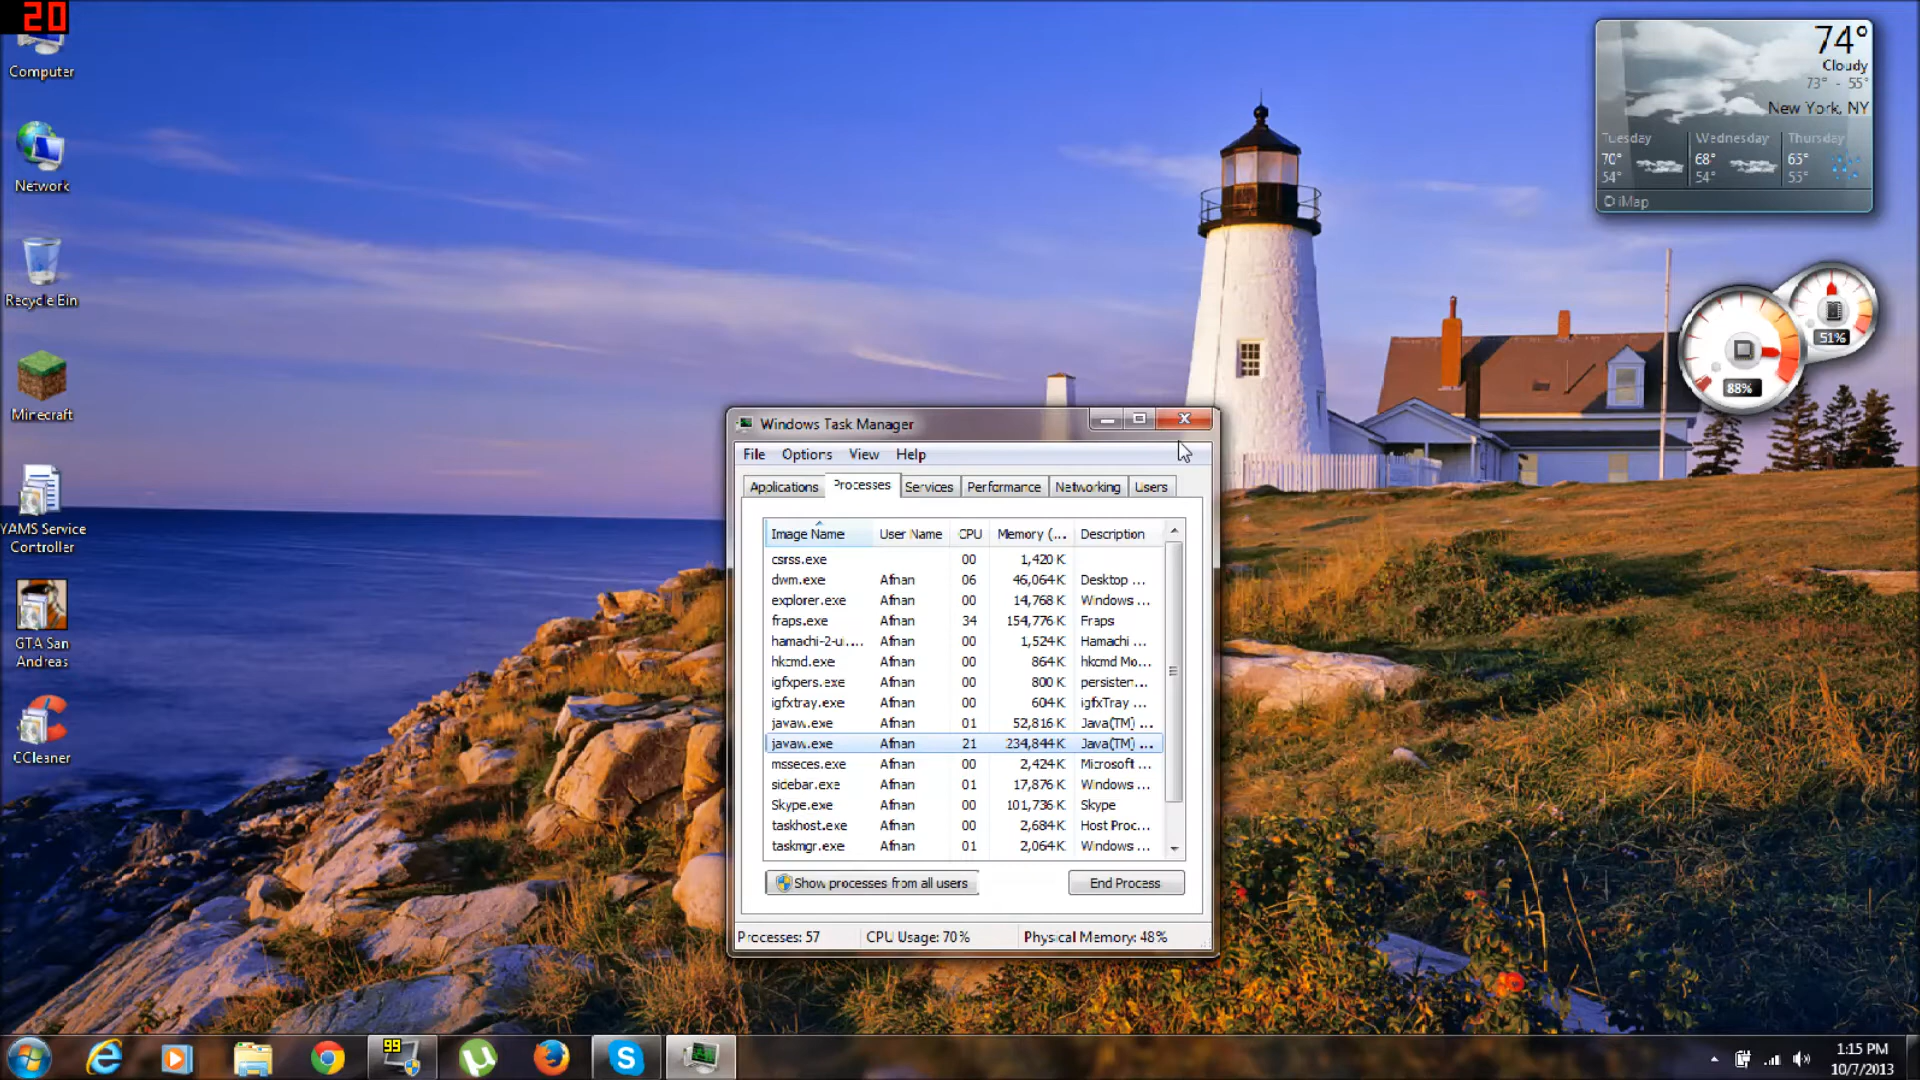 20
Computer
Network
Recycle Bin
Minecraft
YAMS Service
Controller
GTA San
Andreas
CCleaner
74°
Cloudy
73° - 55°
New York, NY
Tuesday Wednesday Thursday
70° 68° 65°
54° 54° 55°
© iMap
51%
88%
Windows Task Manager
File Options View Help
Applications Processes Services Performance Networking Users
Image Name User Name CPU Memory (... Description
csrss.exe 00 1,420 K
dwm.exe Afnan 06 46,064 K Desktop ...
explorer.exe Afnan 00 14,768 K Windows ...
fraps.exe Afnan 34 154,776 K Fraps
hamachi-2-ui.... Afnan 00 1,524 K Hamachi ...
hkcmd.exe Afnan 00 864 K hkcmd Mo...
igfxpers.exe Afnan 00 800 K persisten...
igfxtray.exe Afnan 00 604 K igfxTray ...
javaw.exe Afnan 01 52,816 K Java(TM) ...
javaw.exe Afnan 21 234,844 K Java(TM) ...
msseces.exe Afnan 00 2,424 K Microsoft ...
sidebar.exe Afnan 01 17,876 K Windows ...
Skype.exe Afnan 00 101,736 K Skype
taskhost.exe Afnan 00 2,684 K Host Proc...
taskmgr.exe Afnan 01 2,064 K Windows ...
Show processes from all users End Process
Processes: 57 CPU Usage: 70% Physical Memory: 48%
99
1:15 PM
10/7/2013